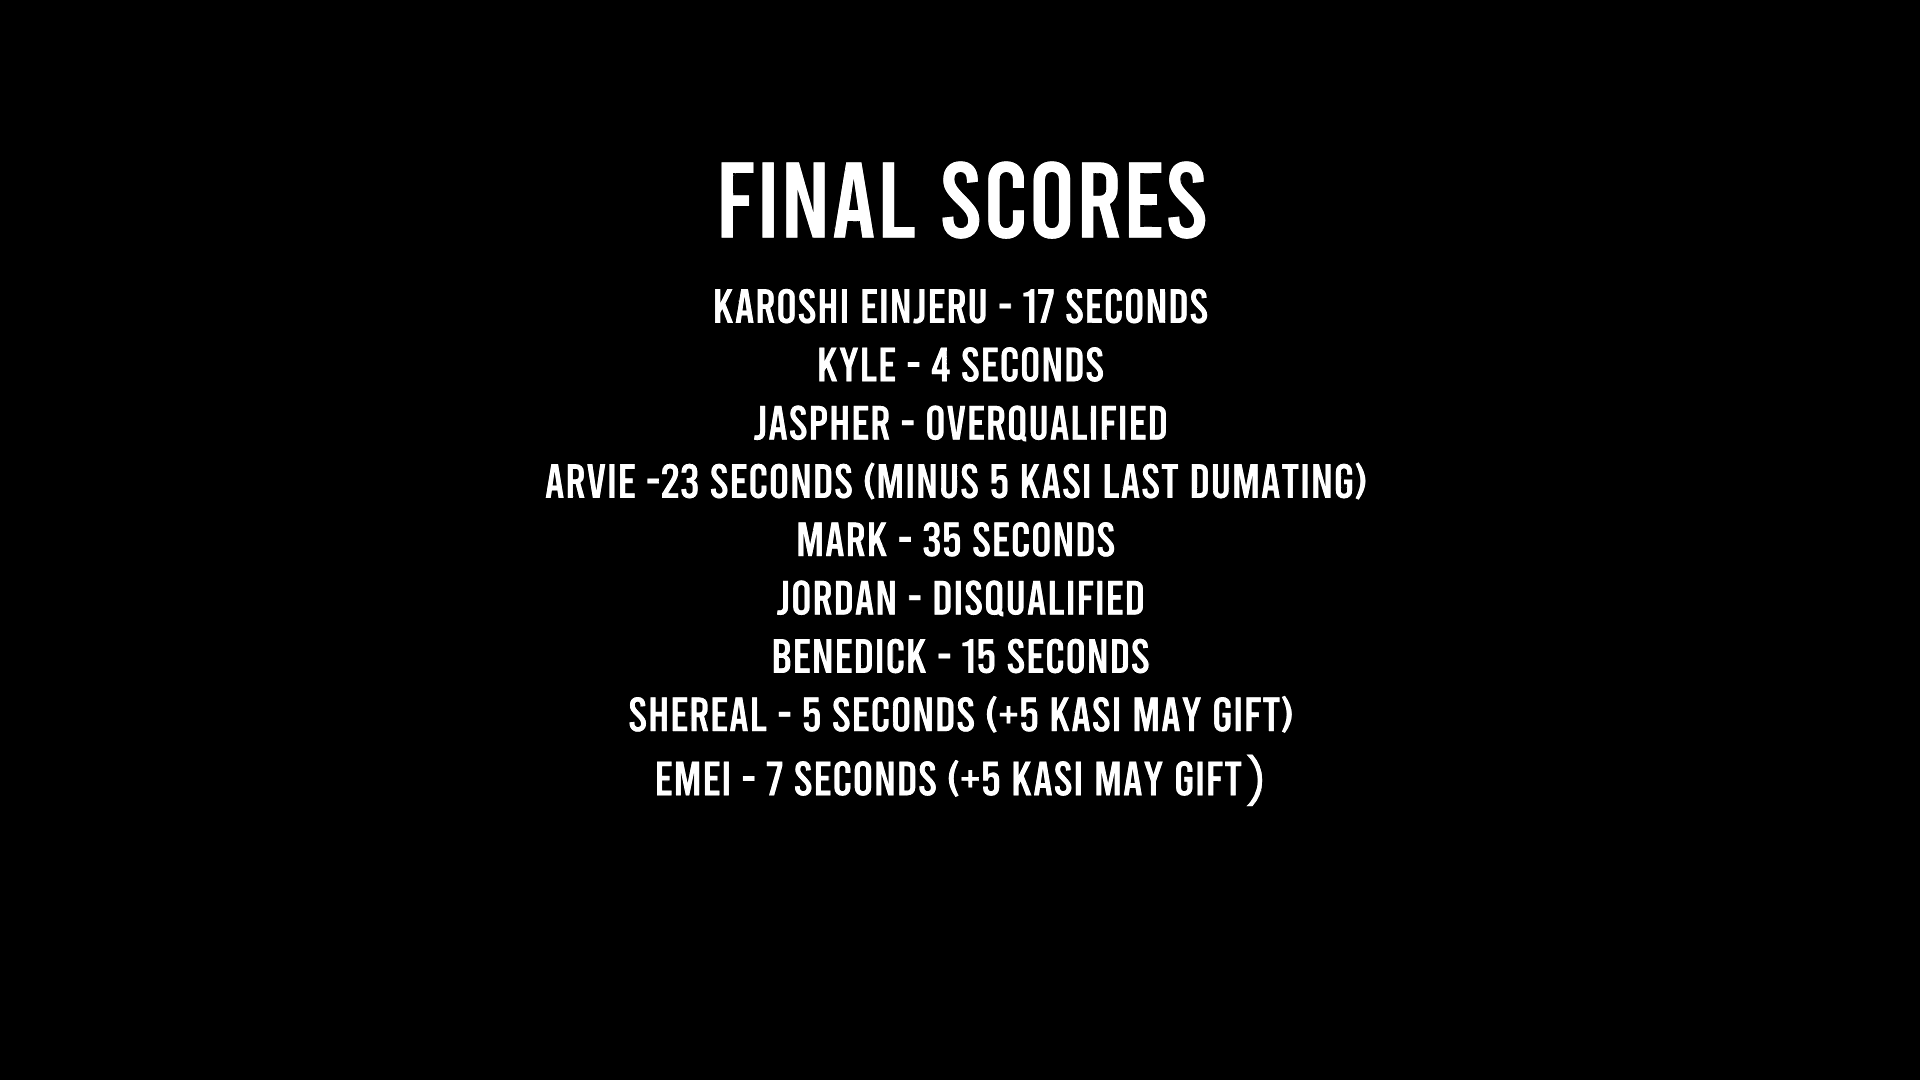 FINAL SCORES
KAROSHI EINJERU - 17 SECONDS
KYLE - 4 SECONDS
JASPHER - OVERQUALIFIED
ARVIE -23 SECONDS (MINUS 5 KASI LAST DUMATING)
MARK - 35 SECONDS
JORDAN - DISQUALIFIED
BENEDICK - 15 SECONDS
SHEREAL - 5 SECONDS (+5 KASI MAY GIFT)
EMEI - 7 SECONDS (+5 KASI MAY GIFT)